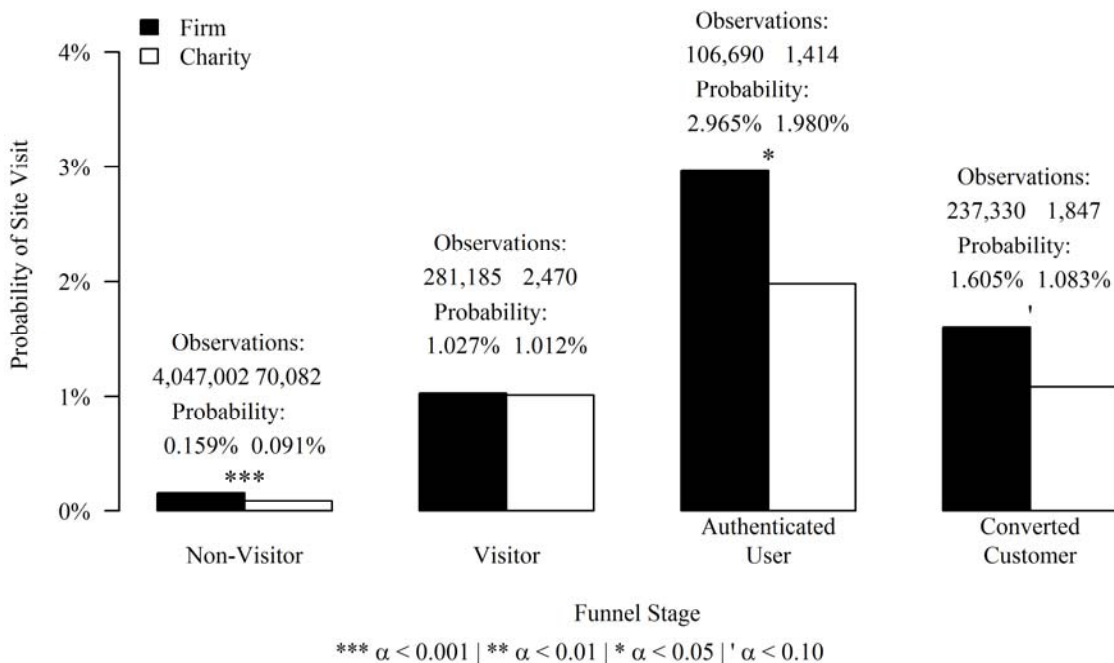 Firm
Charity
Probability of Site Visit
4%
3%
2%
1%
0%
Observations:
4,047,002 70,082
Probability:
0.159% 0.091%
***
Observations:
281,185 2,470
Probability:
1.027% 1.012%
Observations:
106,690 1,414
Probability:
2.965% 1.980%
*
Observations:
237,330 1,847
Probability:
1.605% 1.083%
'
Non-Visitor
Visitor
Authenticated
User
Converted
Customer
Funnel Stage
*** α < 0.001 | ** α < 0.01 | * α < 0.05 | ' α < 0.10